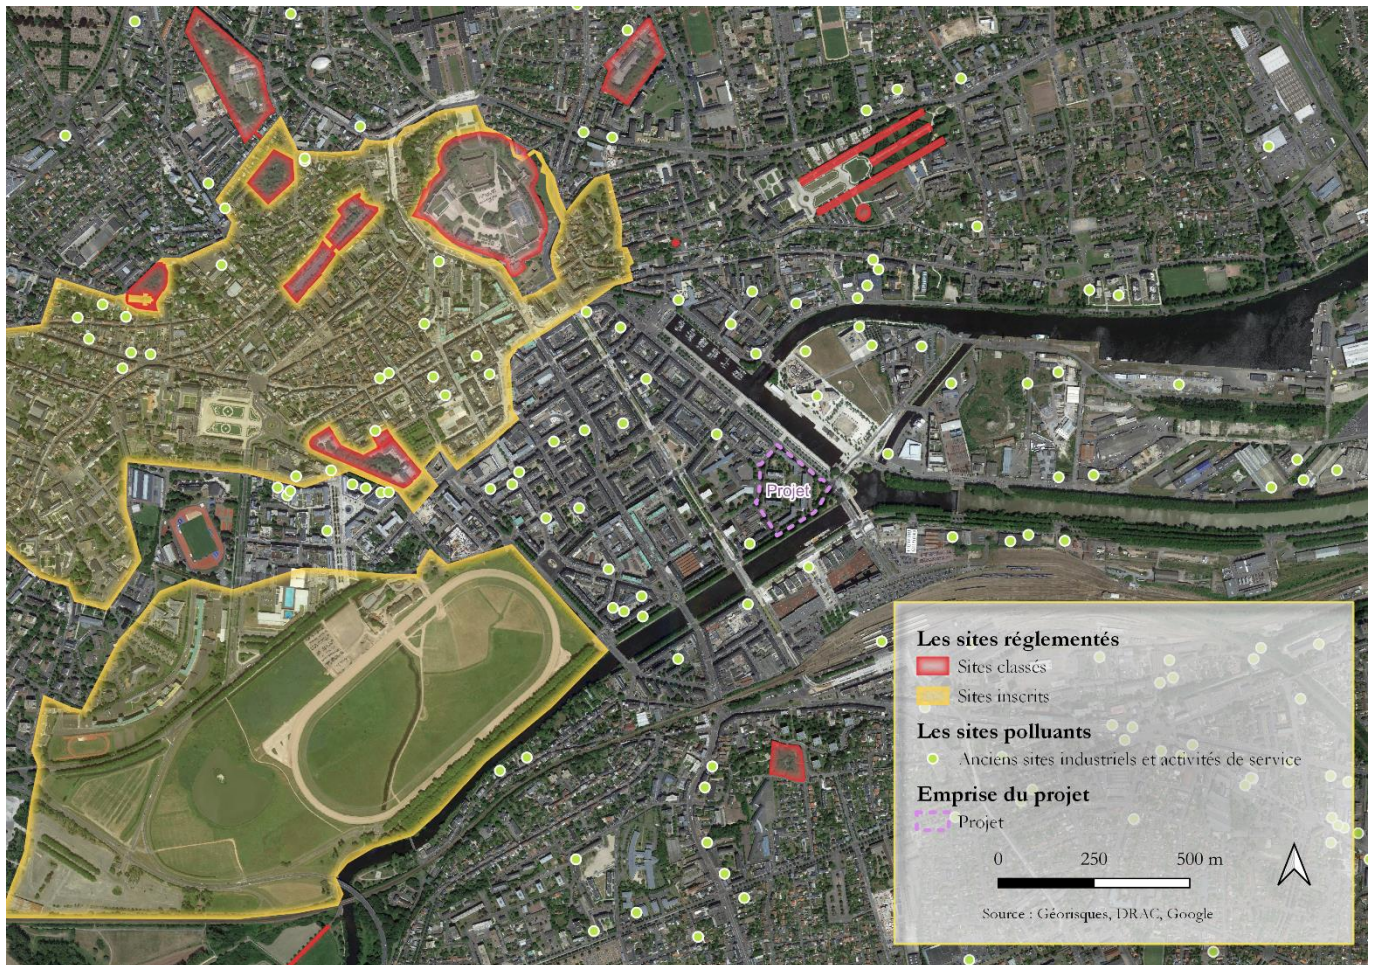 Projet
Les sites réglementés
Sites classés
Sites inscrits
Les sites polluants
Anciens sites industriels et activités de service
Emprise du projet
Projet
0 250 500 m
Source : Géorisques, DRAC, Google